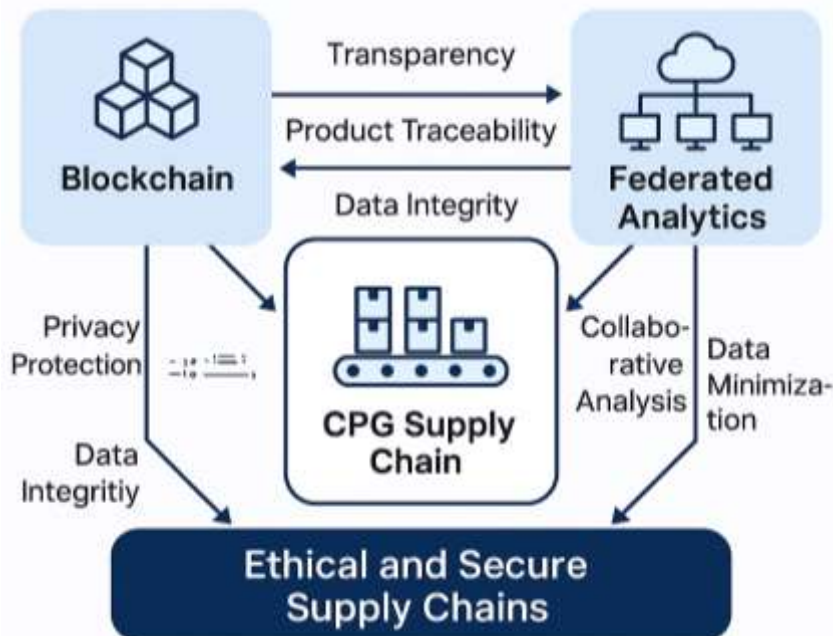 Transparency
Product Traceability
Blockchain
Federated
Analytics
Data Integrity
Privacy
Protection
Collabo-
rative
Analysis
Data
Minimiza-
tion
CPG Supply
Chain
Data
Integritiy
Ethical and Secure
Supply Chains